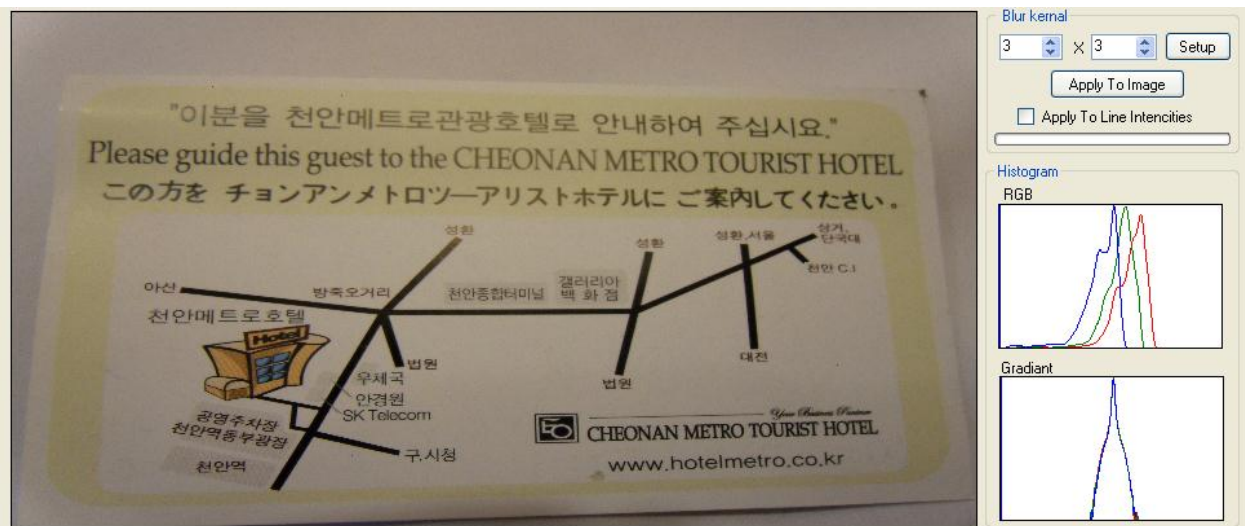 Blur kernal
3 X 3 Setup
Apply To Image
Apply To Line Intencities
Histogram
RGB
Gradiant
"이분을 천안메트로관광호텔로 안내하여 주십시요."
Please guide this guest to the CHEONAN METRO TOURIST HOTEL
この方を チョンアンメトロツーアリストホテルに ご案内してください。
성환
성환
성환,서울
상거,
단국대
천안 C.I
아산
방죽오거리
천안종합터미널
갤러리아
백화점
천안메트로호텔
Hotel
법원
법원
대전
우체국
안경원
SK Telecom
공영주차장
천안역동부광장
구.시청
천안역
Your Business Partner
CHEONAN METRO TOURIST HOTEL
www.hotelmetro.co.kr